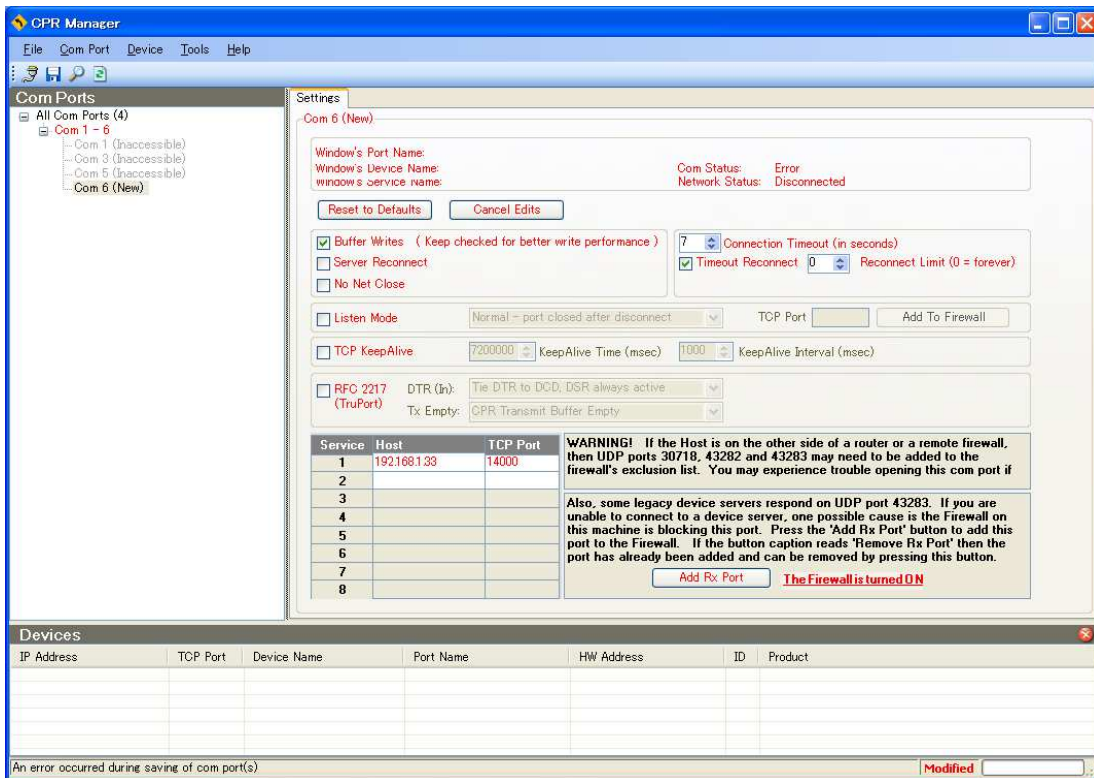 CPR Manager
File Com Port Device Tools Help
Com Ports
All Com Ports (4)
Com 1 - 6
Com 1 (Inaccessible)
Com 3 (Inaccessible)
Com 5 (Inaccessible)
Com 6 (New)
Settings
Com 6 (New)
Window's Port Name:
Window's Device Name: Com Status: Error
Window's Service Name: Network Status: Disconnected
Reset to Defaults Cancel Edits
Buffer Writes ( Keep checked for better write performance )
Server Reconnect
No Net Close
7 Connection Timeout (in seconds)
Timeout Reconnect 0 Reconnect Limit (0 = forever)
Listen Mode Normal - port closed after disconnect TCP Port Add To Firewall
TCP KeepAlive 7200000 KeepAlive Time (msec) 1000 KeepAlive Interval (msec)
RFC 2217 DTR (In): Tie DTR to DCD, DSR always active
(TruPort) Tx Empty: CPR Transmit Buffer Empty
Service Host TCP Port
1 192.168.1.33 14000
2
3
4
5
6
7
8
WARNING! If the Host is on the other side of a router or a remote firewall,
then UDP ports 30718, 43282 and 43283 may need to be added to the
firewall's exclusion list. You may experience trouble opening this com port if
Also, some legacy device servers respond on UDP port 43283. If you are
unable to connect to a device server, one possible cause is the Firewall on
this machine is blocking this port. Press the 'Add Rx Port' button to add this
port to the Firewall. If the button caption reads 'Remove Rx Port' then the
port has already been added and can be removed by pressing this button.
Add Rx Port The Firewall is turned ON
Devices
IP Address TCP Port Device Name Port Name HW Address ID Product
An error occurred during saving of com port(s) Modified